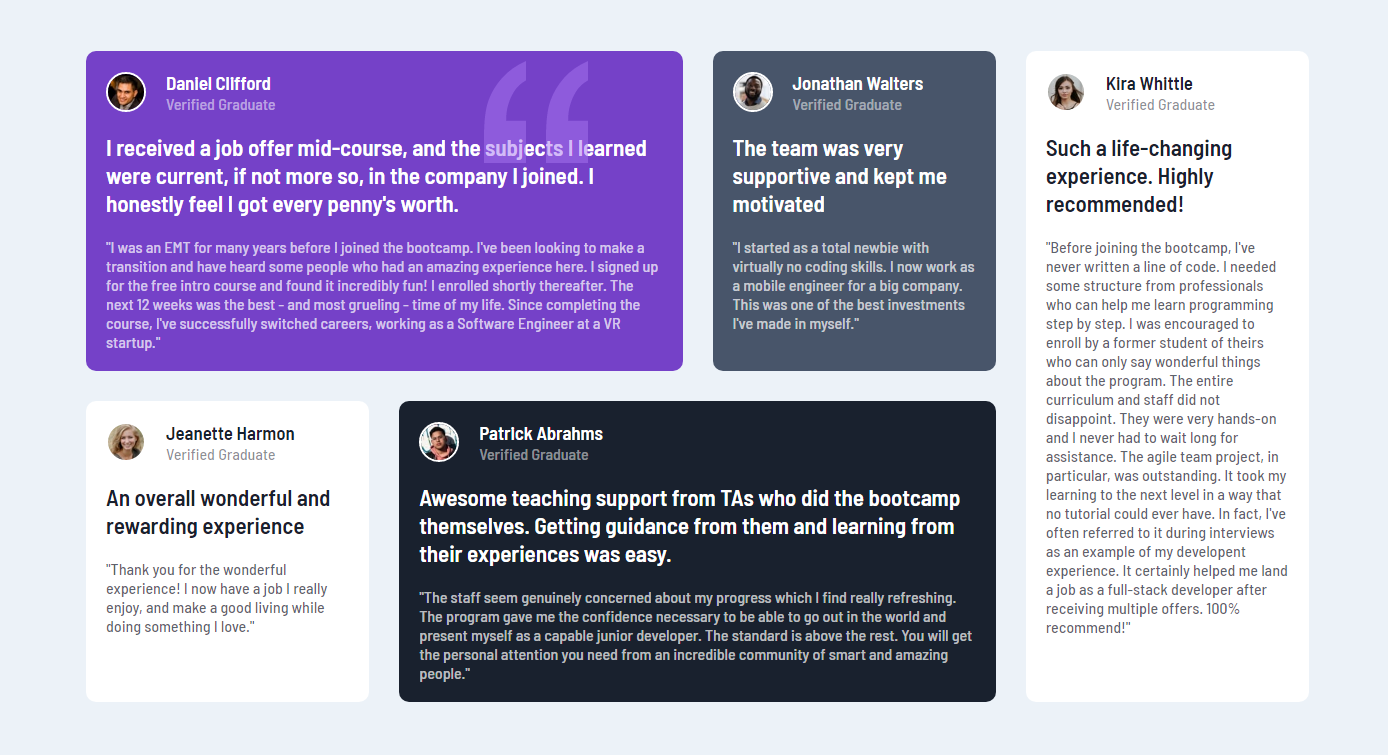 Daniel Clifford
Verified Graduate
I received a job offer mid-course, and the subjects I learned
were current, if not more so, in the company I joined. I
honestly feel I got every penny's worth.
"I was an EMT for many years before I joined the bootcamp. I've been looking to make a
transition and have heard some people who had an amazing experience here. I signed up
for the free intro course and found it incredibly fun! I enrolled shortly thereafter. The
next 12 weeks was the best - and most grueling - time of my life. Since completing the
course, I've successfully switched careers, working as a Software Engineer at a VR
startup."
Jonathan Walters
Verified Graduate
The team was very
supportive and kept me
motivated
"I started as a total newbie with
virtually no coding skills. I now work as
a mobile engineer for a big company.
This was one of the best investments
I've made in myself."
Kira Whittle
Verified Graduate
Such a life-changing
experience. Highly
recommended!
"Before joining the bootcamp, I've
never written a line of code. I needed
some structure from professionals
who can help me learn programming
step by step. I was encouraged to
enroll by a former student of theirs
who can only say wonderful things
about the program. The entire
curriculum and staff did not
disappoint. They were very hands-on
and I never had to wait long for
assistance. The agile team project, in
particular, was outstanding. It took my
learning to the next level in a way that
no tutorial could ever have. In fact, I've
often referred to it during interviews
as an example of my developent
experience. It certainly helped me land
a job as a full-stack developer after
receiving multiple offers. 100%
recommend!"
Jeanette Harmon
Verified Graduate
An overall wonderful and
rewarding experience
"Thank you for the wonderful
experience! I now have a job I really
enjoy, and make a good living while
doing something I love."
Patrick Abrahms
Verified Graduate
Awesome teaching support from TAs who did the bootcamp
themselves. Getting guidance from them and learning from
their experiences was easy.
"The staff seem genuinely concerned about my progress which I find really refreshing.
The program gave me the confidence necessary to be able to go out in the world and
present myself as a capable junior developer. The standard is above the rest. You will get
the personal attention you need from an incredible community of smart and amazing
people."